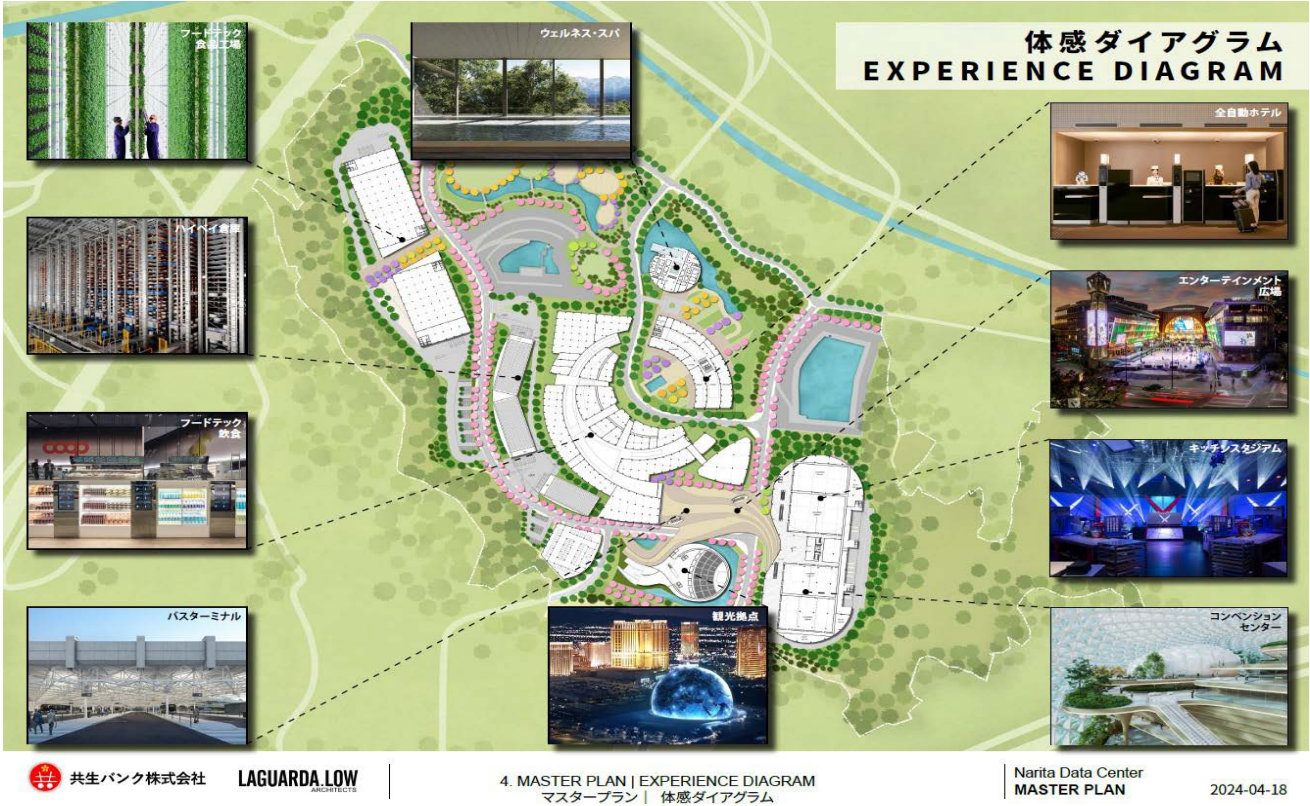 体感ダイアグラム
EXPERIENCE DIAGRAM
フードテック
食品工場
ウェルネス・スパ
全自動ホテル
ハイベイ倉庫
エンターテインメント
広場
フードテック
飲食
キッチンスタジアム
バスターミナル
観光拠点
コンベンション
センター
共生バンク株式会社
LAGUARDA.LOW
ARCHITECTS
4. MASTER PLAN | EXPERIENCE DIAGRAM
マスタープラン | 体感ダイアグラム
Narita Data Center
MASTER PLAN
2024-04-18